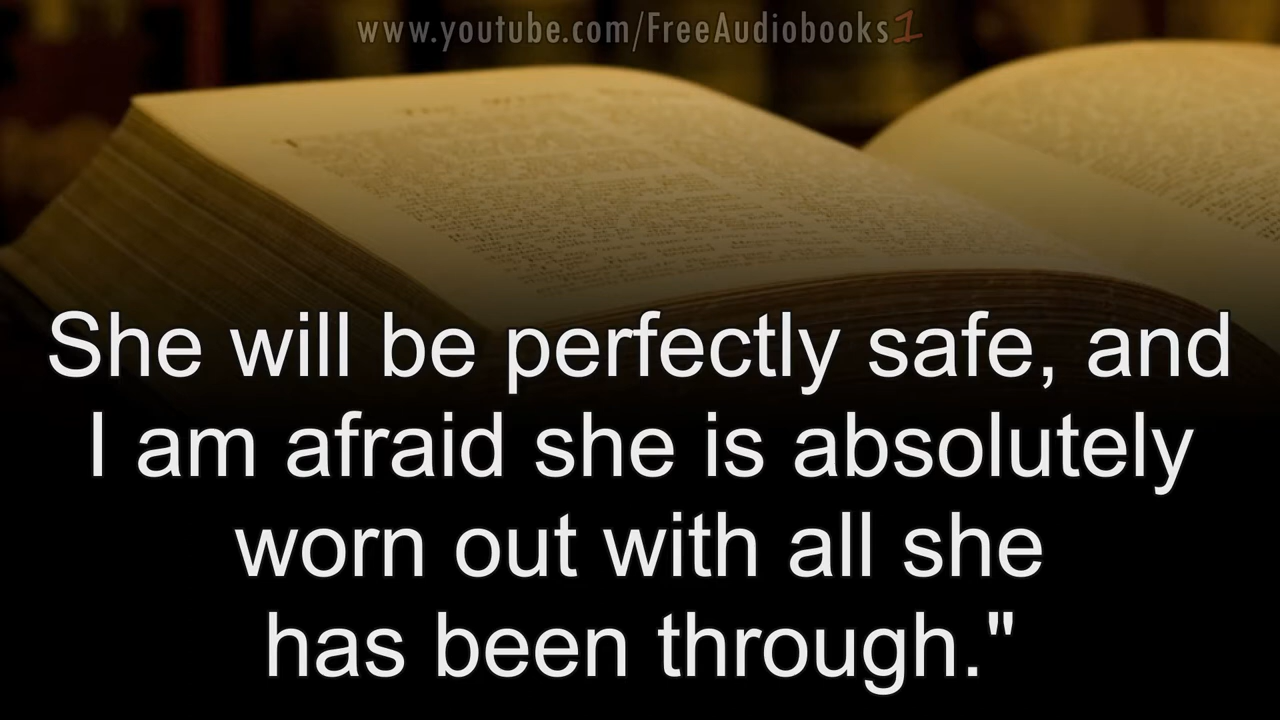 www.youtube.com/FreeAudiobooks1
She will be perfectly safe, and
I am afraid she is absolutely
worn out with all she
has been through."